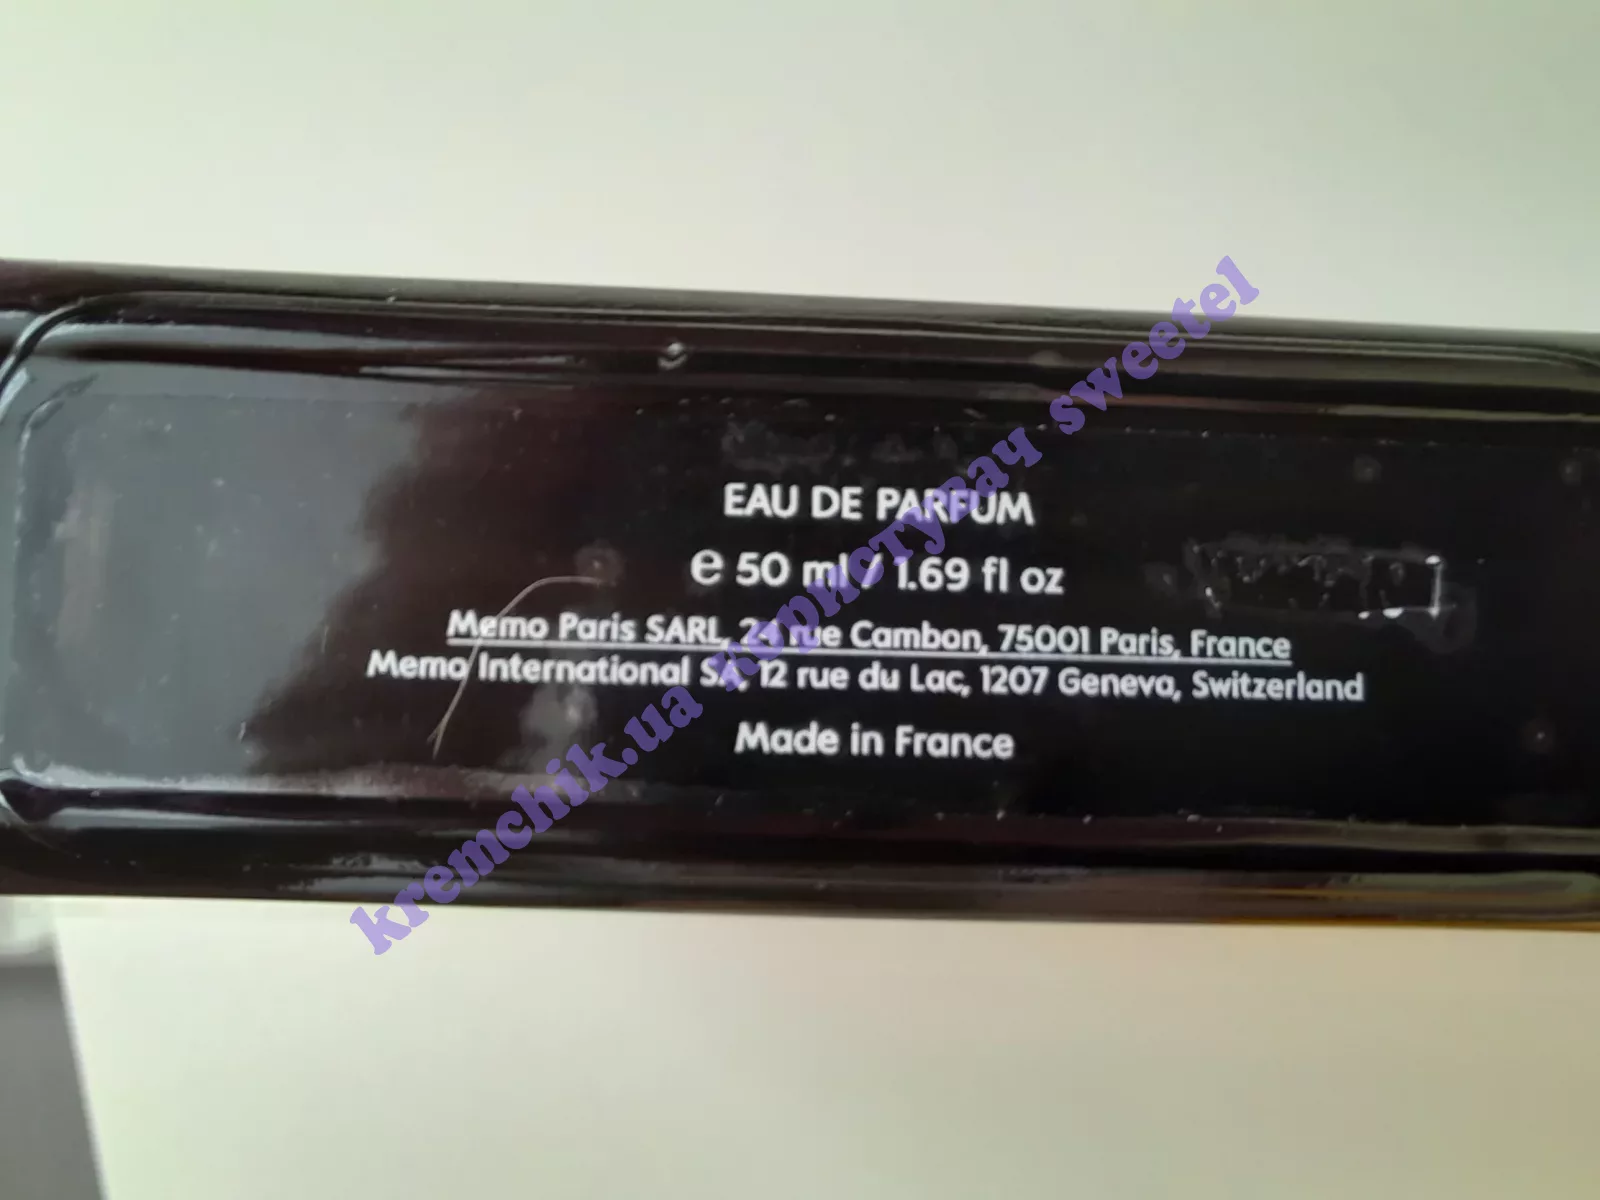 EAU DE PARFUM
e 50 ml / 1.69 fl oz
Memo Paris SARL, 24 rue Cambon, 75001 Paris, France
Memo International SA, 12 rue du Lac, 1207 Geneva, Switzerland
Made in France
kremchik.ua користувач sweetel